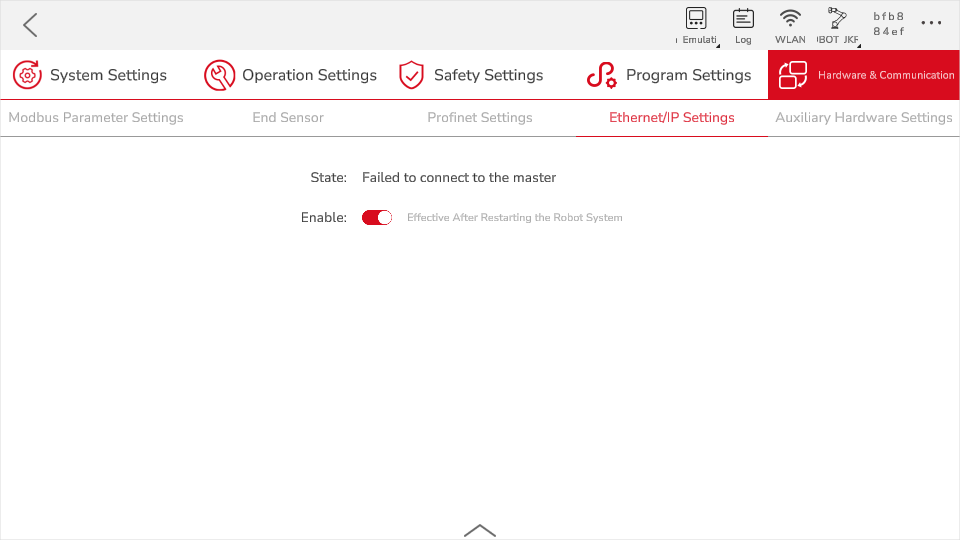 bfb8
84ef
Emulati
Log
WLAN
System Settings
Operation Settings
Safety Settings
Program Settings
Hardware & Communication
Modbus Parameter Settings
End Sensor
Profinet Settings
Ethernet/IP Settings
Auxiliary Hardware Settings
State: Failed to connect to the master
Enable: Effective After Restarting the Robot System